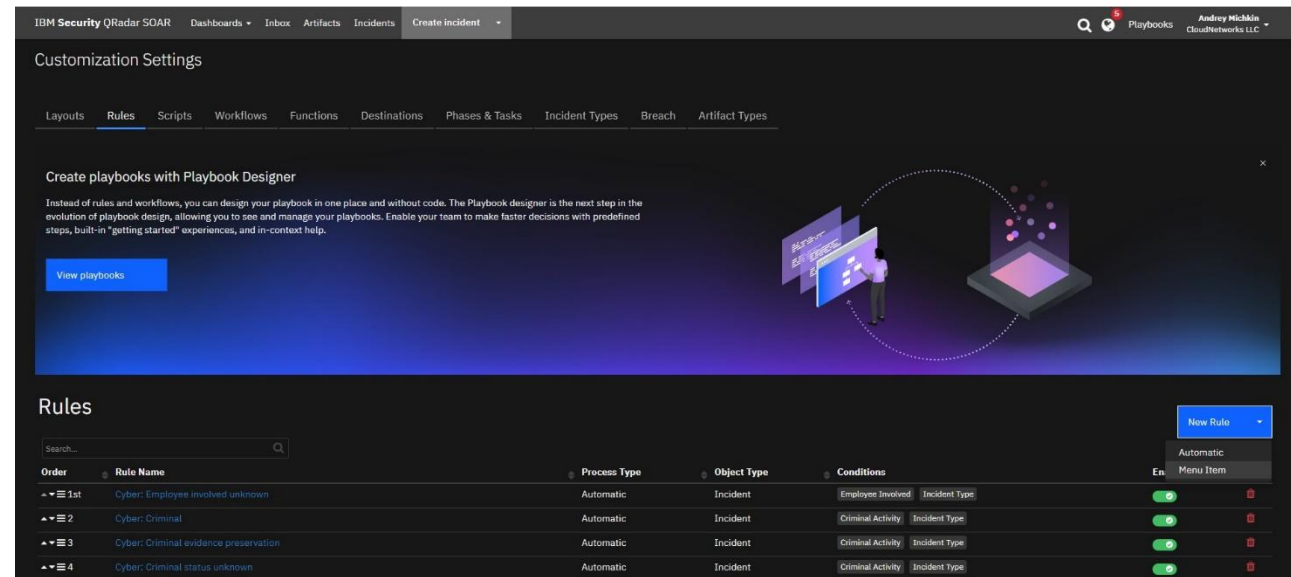 IBM Security QRadar SOAR Dashboards Inbox Artifacts Incidents Create incident 5 Playbooks Andrey Michkin
CloudNetworks LLC
Customization Settings
Layouts Rules Scripts Workflows Functions Destinations Phases & Tasks Incident Types Breach Artifact Types
Create playbooks with Playbook Designer
Instead of rules and workflows, you can design your playbook in one place and without code. The Playbook designer is the next step in the
evolution of playbook design, allowing you to see and manage your playbooks. Enable your team to make faster decisions with predefined
steps, built-in "getting started" experiences, and in-context help.
View playbooks
Rules
New Rule
Search...
Automatic
Menu Item
Order Rule Name Process Type Object Type Conditions En
1st Cyber: Employee involved unknown Automatic Incident Employee Involved Incident Type
2 Cyber: Criminal Automatic Incident Criminal Activity Incident Type
3 Cyber: Criminal evidence preservation Automatic Incident Criminal Activity Incident Type
4 Cyber: Criminal status unknown Automatic Incident Criminal Activity Incident Type